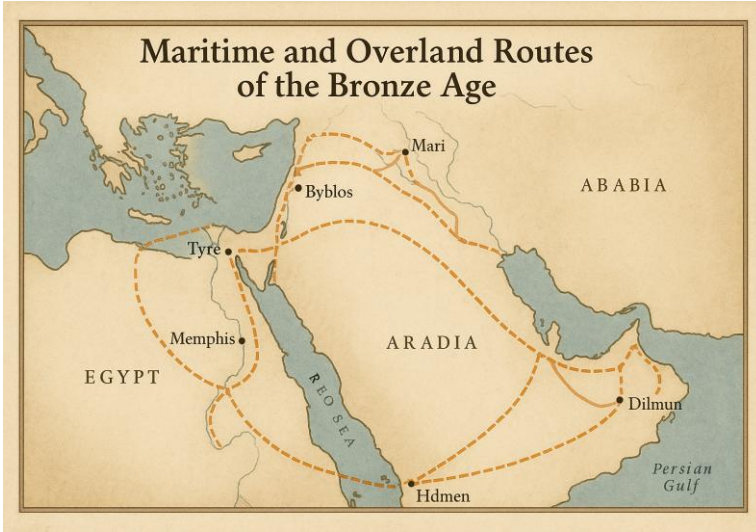 Maritime and Overland Routes
of the Bronze Age
Mari
ABABIA
Byblos
Tyre
Memphis
ARADIA
EGYPT
REO SEA
Dilmun
Persian
Gulf
Hdmen